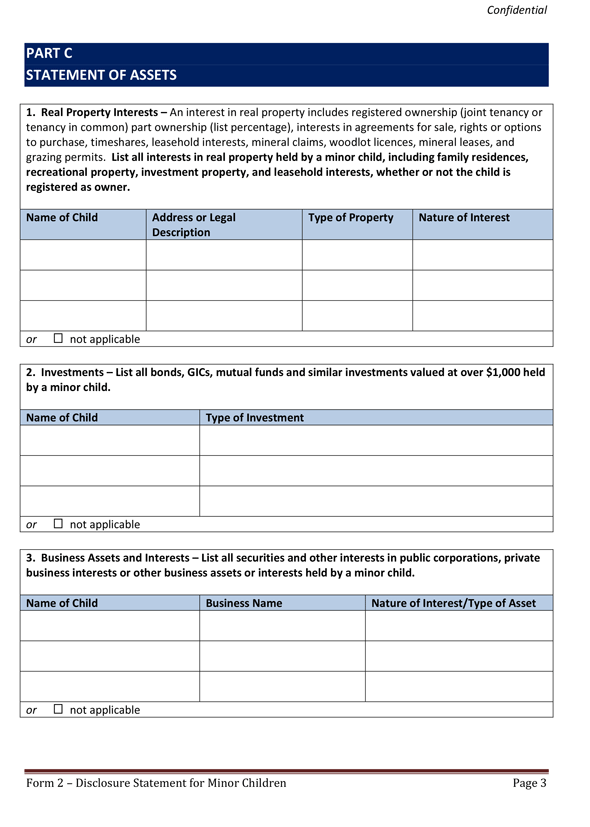 Confidential
PART C
STATEMENT OF ASSETS
1. Real Property Interests – An interest in real property includes registered ownership (joint tenancy or
tenancy in common) part ownership (list percentage), interests in agreements for sale, rights or options
to purchase, timeshares, leasehold interests, mineral claims, woodlot licences, mineral leases, and
grazing permits. List all interests in real property held by a minor child, including family residences,
recreational property, investment property, and leasehold interests, whether or not the child is
registered as owner.
Name of Child Address or Legal Description Type of Property Nature of Interest
or ☐ not applicable
2. Investments – List all bonds, GICs, mutual funds and similar investments valued at over $1,000 held
by a minor child.
Name of Child Type of Investment
or ☐ not applicable
3. Business Assets and Interests – List all securities and other interests in public corporations, private
business interests or other business assets or interests held by a minor child.
Name of Child Business Name Nature of Interest/Type of Asset
or ☐ not applicable
Form 2 – Disclosure Statement for Minor Children Page 3